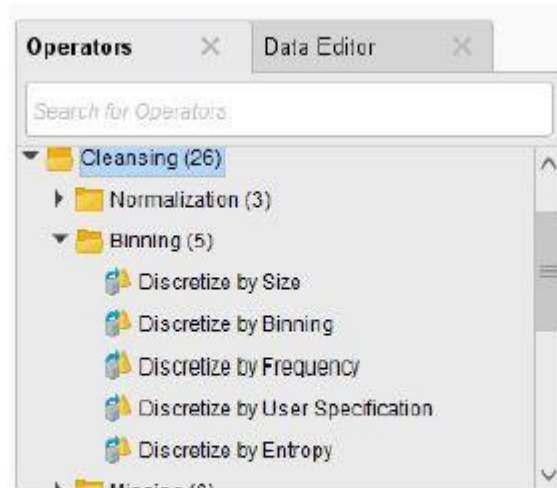 Operators Data Editor
Search for Operators
Cleansing (26)
Normalization (3)
Binning (5)
Discretize by Size
Discretize by Binning
Discretize by Frequency
Discretize by User Specification
Discretize by Entropy